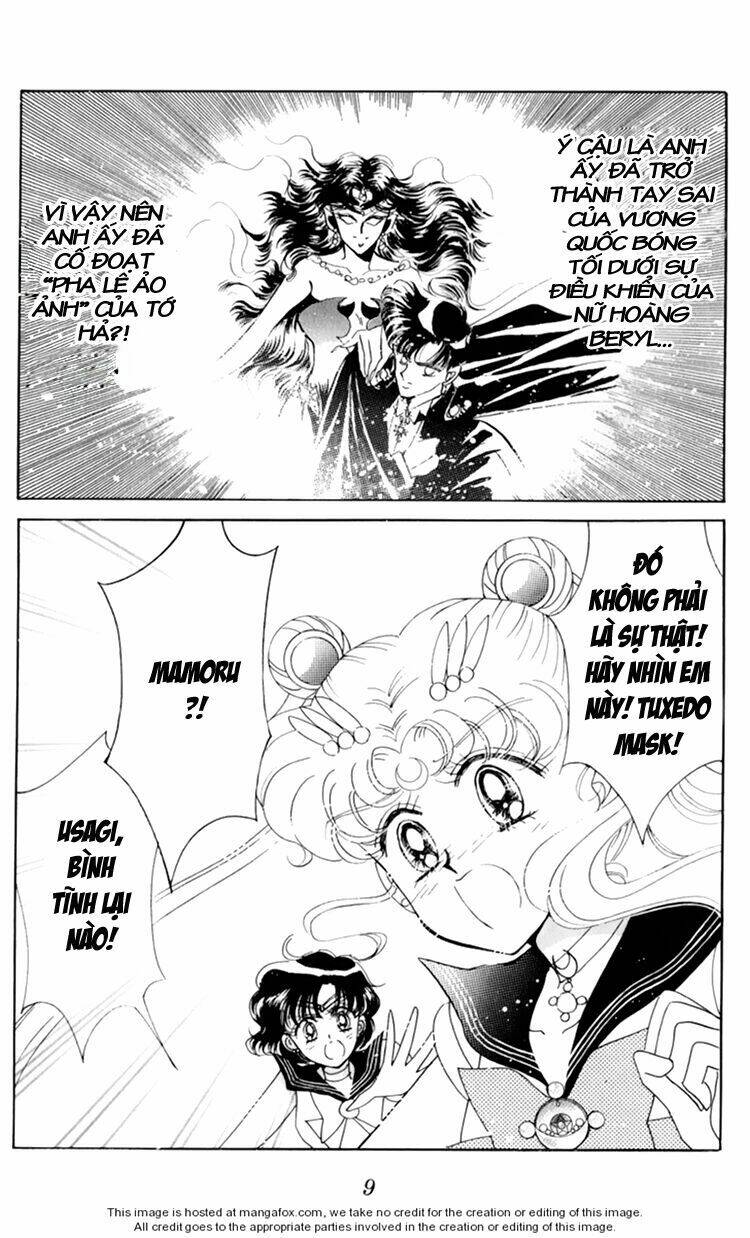 Ý CẬU LÀ ANH
ẤY ĐÃ TRỞ
THÀNH TAY SAI
CỦA VƯƠNG
QUỐC BÓNG
TỐI DƯỚI SỰ
ĐIỀU KHIỂN CỦA
NỮ HOÀNG
BERYL...
VÌ VẬY NÊN
ANH ẤY ĐÃ
CỐ ĐOẠT
“PHA LÊ ẢO
ẢNH” CỦA TỚ
HẢ?!
ĐÓ
KHÔNG PHẢI
LÀ SỰ THẬT!
HÃY NHÌN EM
NÀY! TUXEDO
MASK!
MAMORU
?!
USAGI,
BÌNH
TĨNH LẠI
NÀO!
9
This image is hosted at mangafox.com, we take no credit for the creation or editing of this image.
All credit goes to the appropriate parties involved in the creation or editing of this image.